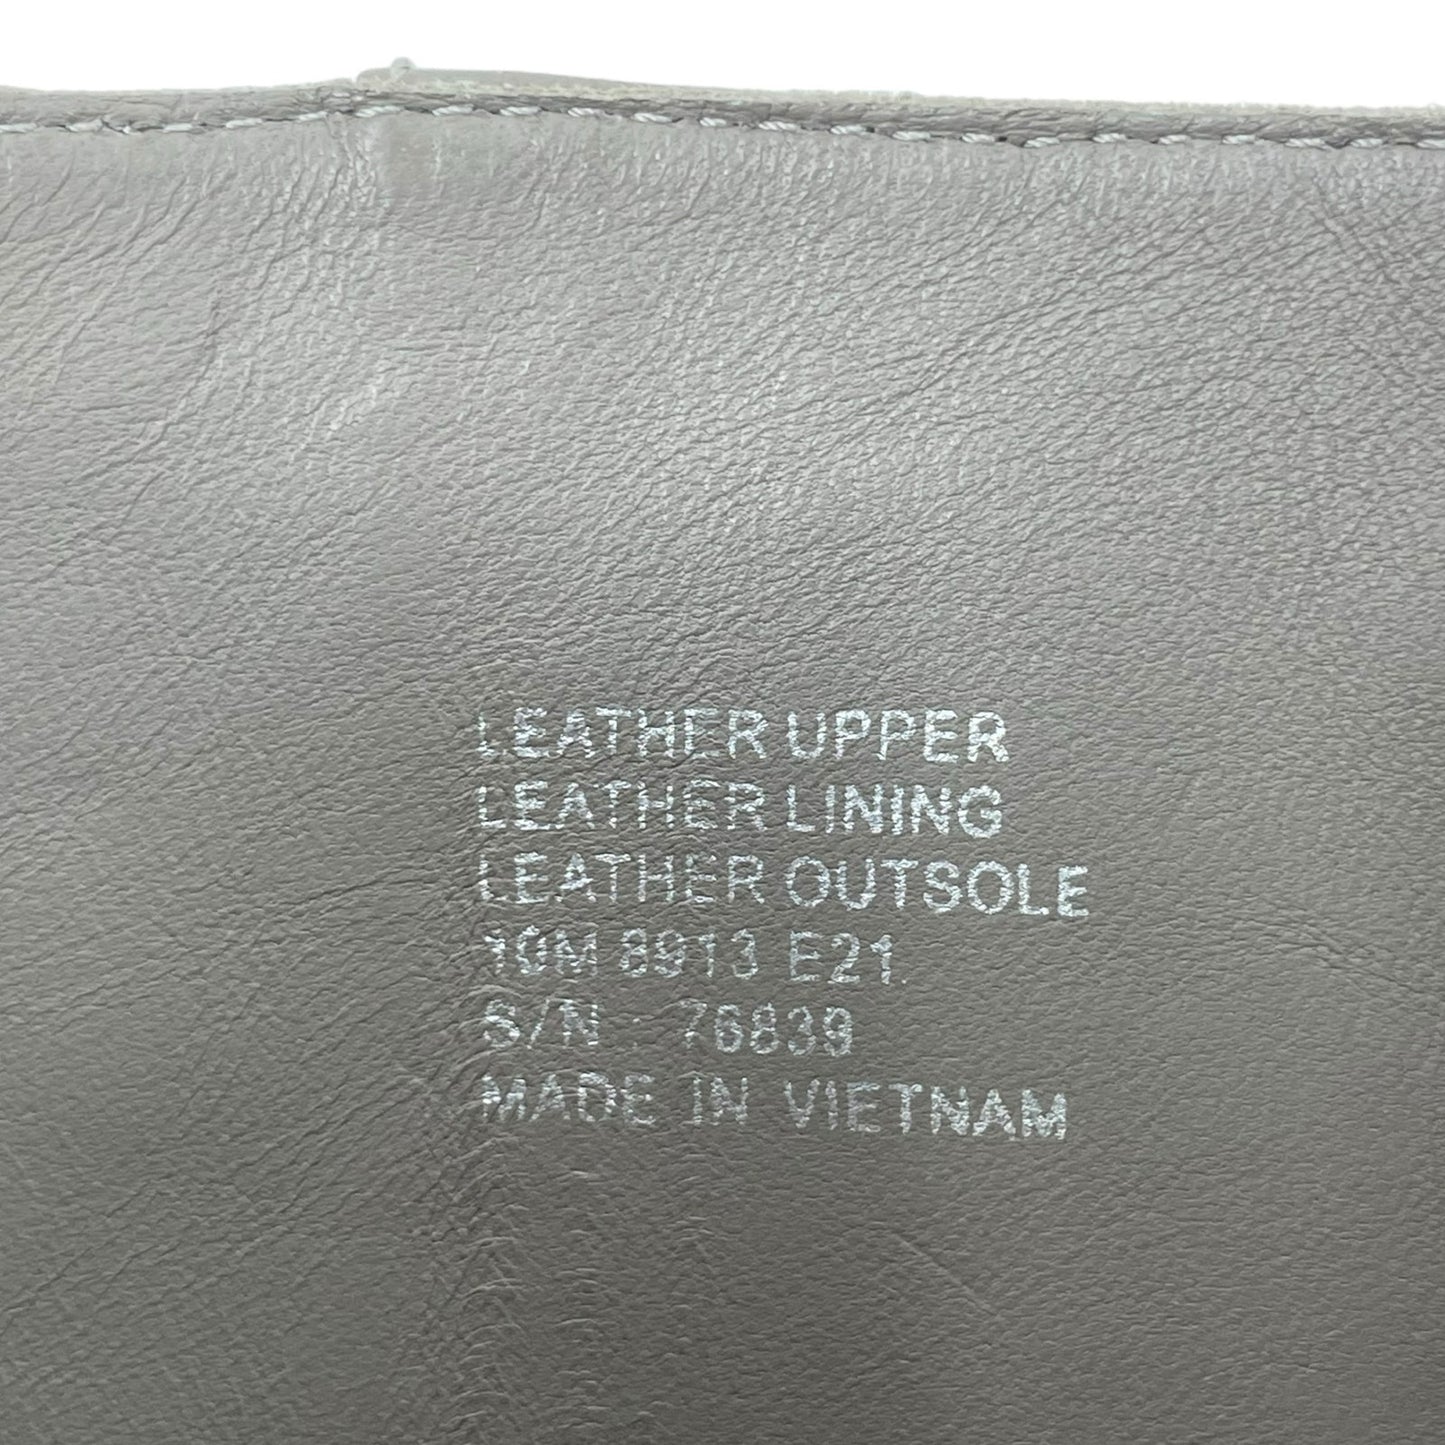 LEATHER UPPER
LEATHER LINING
LEATHER OUTSOLE
10M 8913 E21.
S/N : 76839
MADE IN VIETNAM